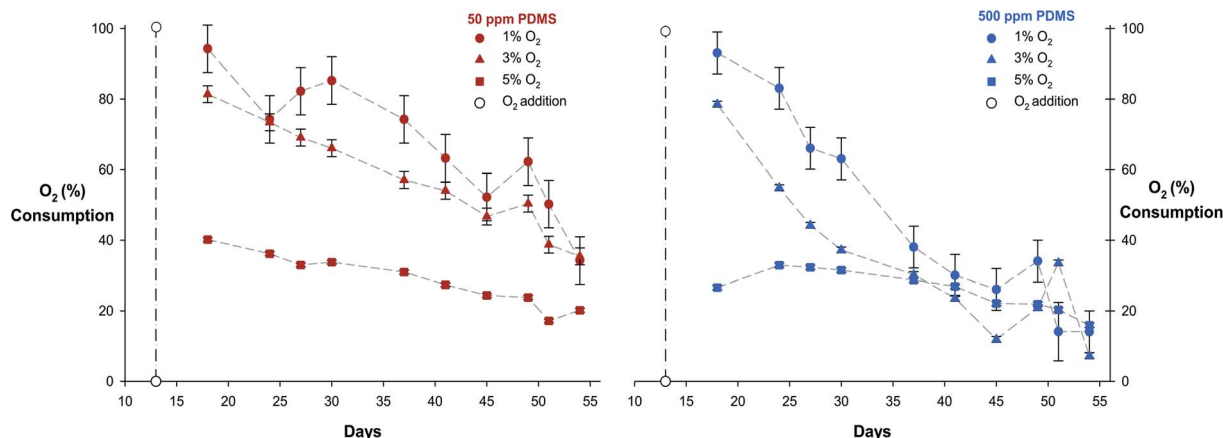 50 ppm PDMS
1% O₂
3% O₂
5% O₂
O₂ addition
100
80
60
40
20
0
O₂ (%)
Consumption
10 15 20 25 30 35 40 45 50 55
Days
500 ppm PDMS
1% O₂
3% O₂
5% O₂
O₂ addition
100
80
60
40
20
0
O₂ (%)
Consumption
10 15 20 25 30 35 40 45 50 55
Days